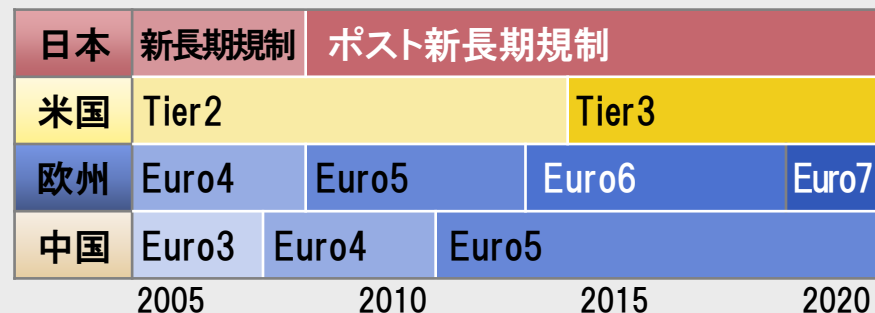 日本 新長期規制 ポスト新長期規制
米国 Tier2 Tier3
欧州 Euro4 Euro5 Euro6 Euro7
中国 Euro3 Euro4 Euro5
2005 2010 2015 2020